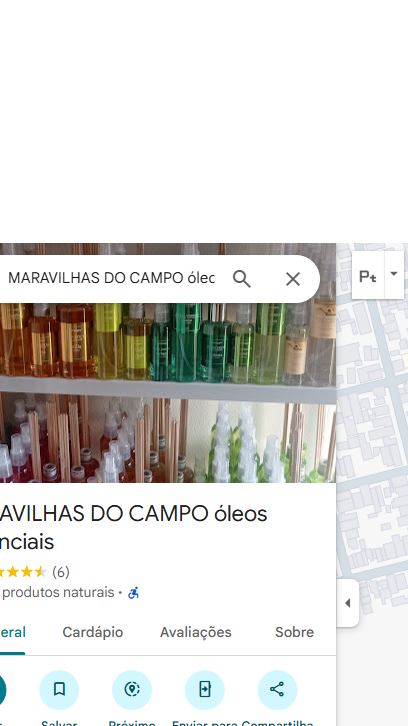 MARAVILHAS DO CAMPO óleo
Pt
AVILHAS DO CAMPO óleos
nciais
(6)
produtos naturais ·
eral Cardápio Avaliações Sobre
Salvar Próximo Enviar para Compartilha